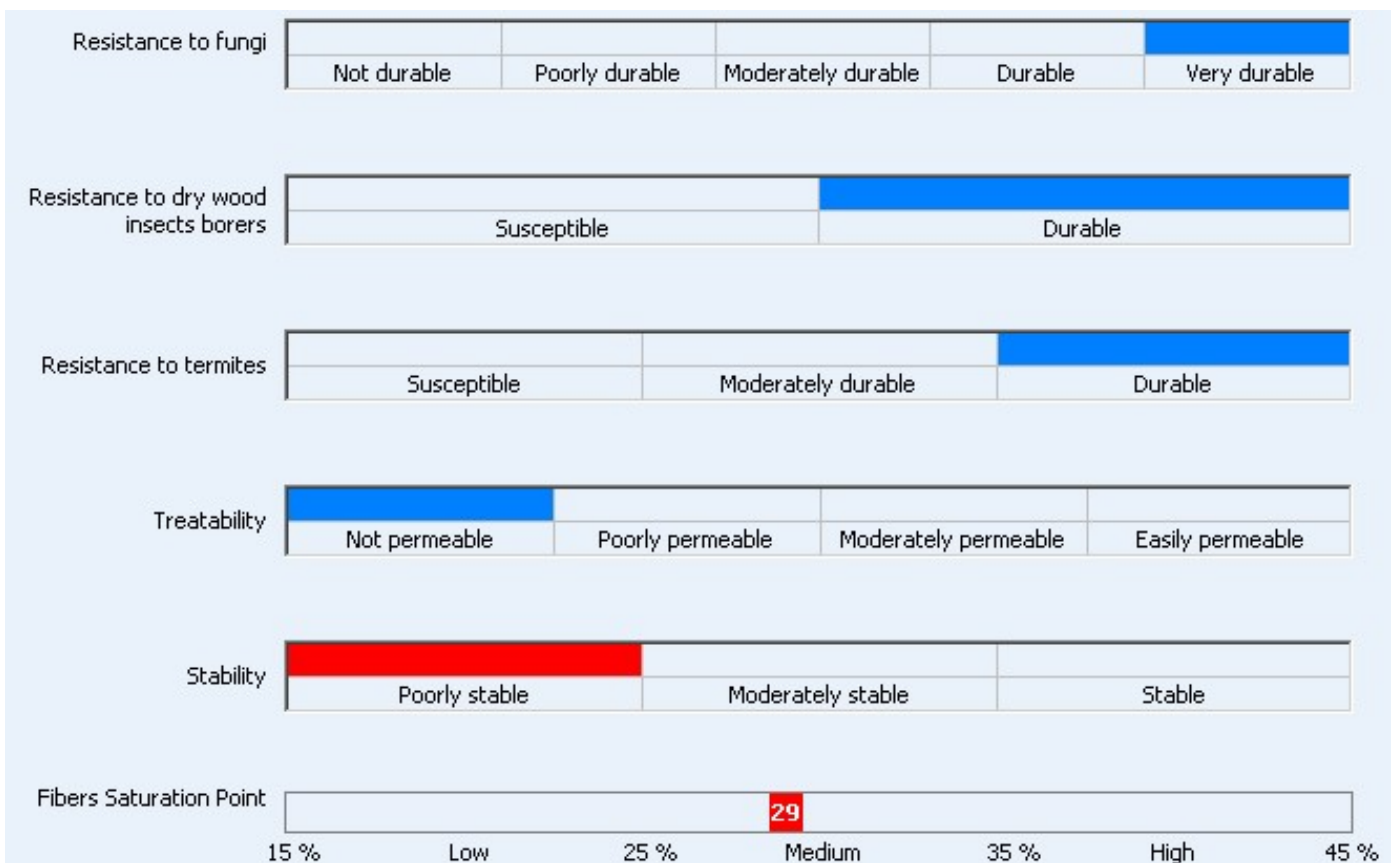 Resistance to fungi
Not durable Poorly durable Moderately durable Durable Very durable
Resistance to dry wood
insects borers
Susceptible Durable
Resistance to termites
Susceptible Moderately durable Durable
Treatability
Not permeable Poorly permeable Moderately permeable Easily permeable
Stability
Poorly stable Moderately stable Stable
Fibers Saturation Point
29
15 % Low 25 % Medium 35 % High 45 %